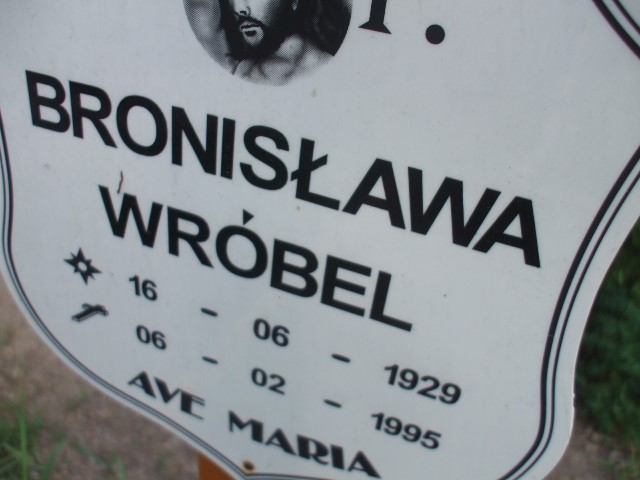 P.
BRONISŁAWA
WRÓBEL
16 - 06 - 1929
06 - 02 - 1995
AVE MARIA